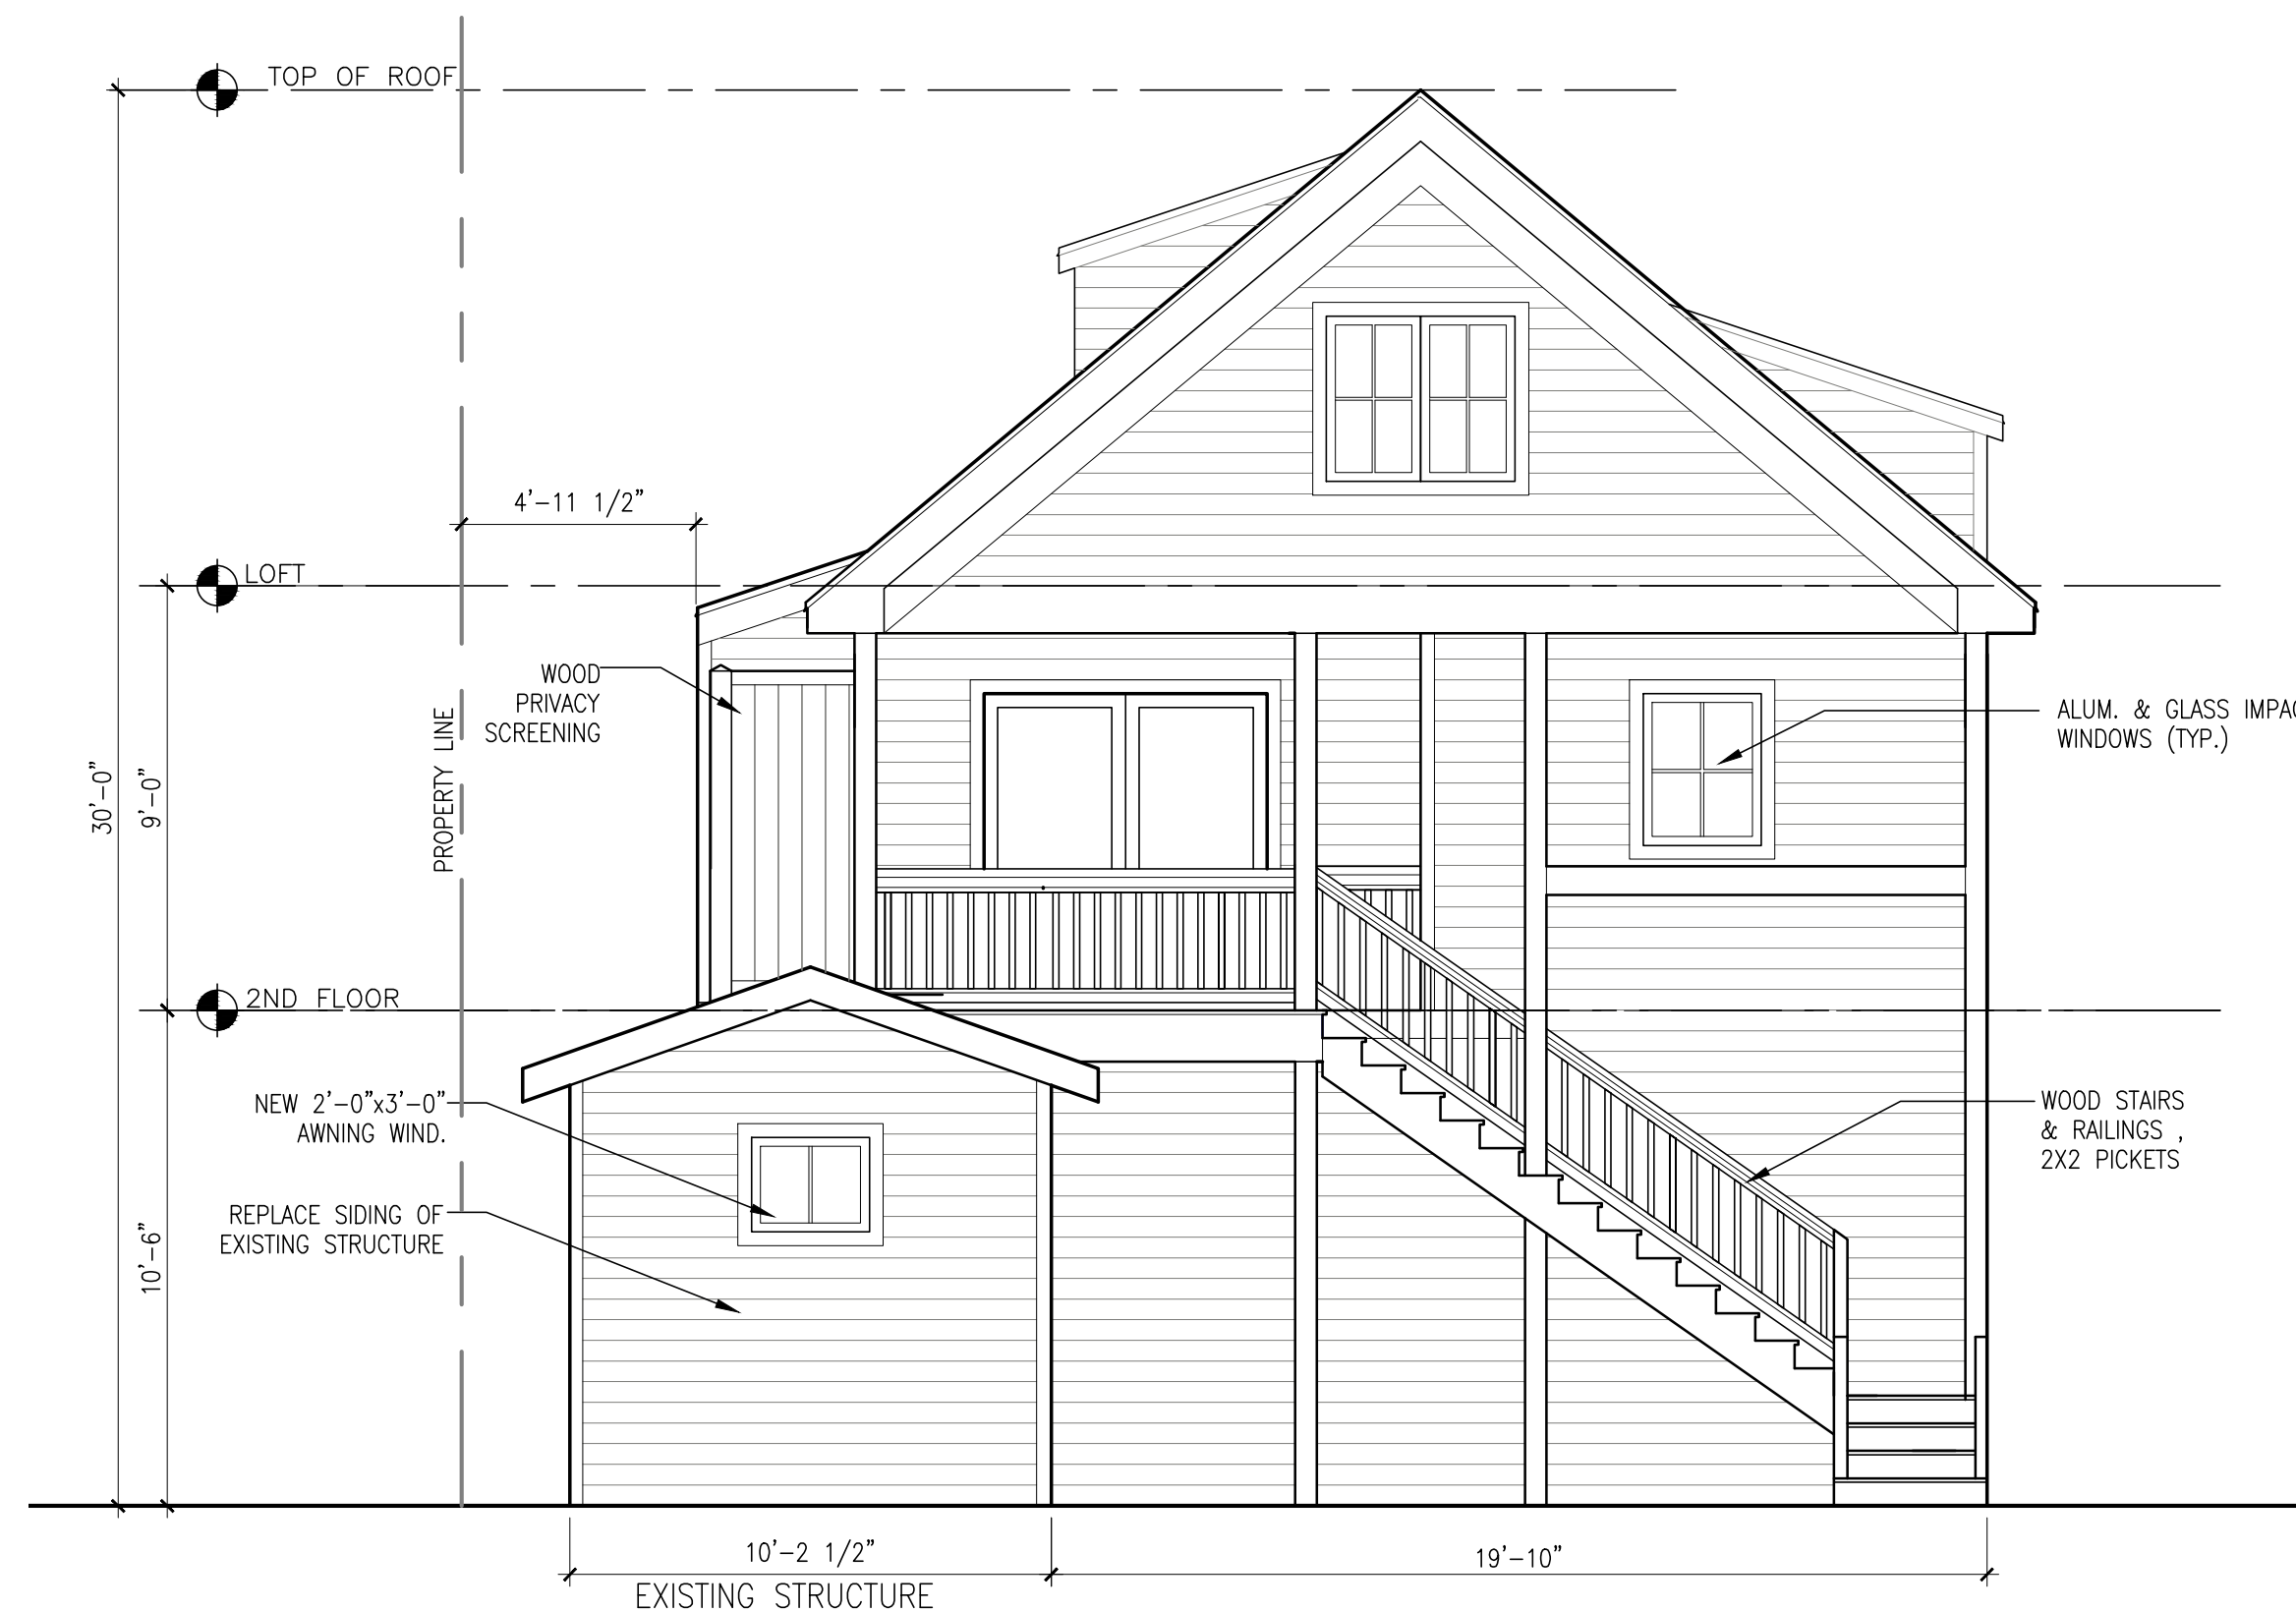 TOP OF ROOF
4'-11 1/2"
LOFT
WOOD
PRIVACY
SCREENING
ALUM. & GLASS IMPAC
WINDOWS (TYP.)
PROPERTY LINE
30'-0"
9'-0"
2ND FLOOR
NEW 2'-0"x3'-0"
AWNING WIND.
WOOD STAIRS
& RAILINGS ,
2X2 PICKETS
REPLACE SIDING OF
EXISTING STRUCTURE
10'-6"
10'-2 1/2"
19'-10"
EXISTING STRUCTURE